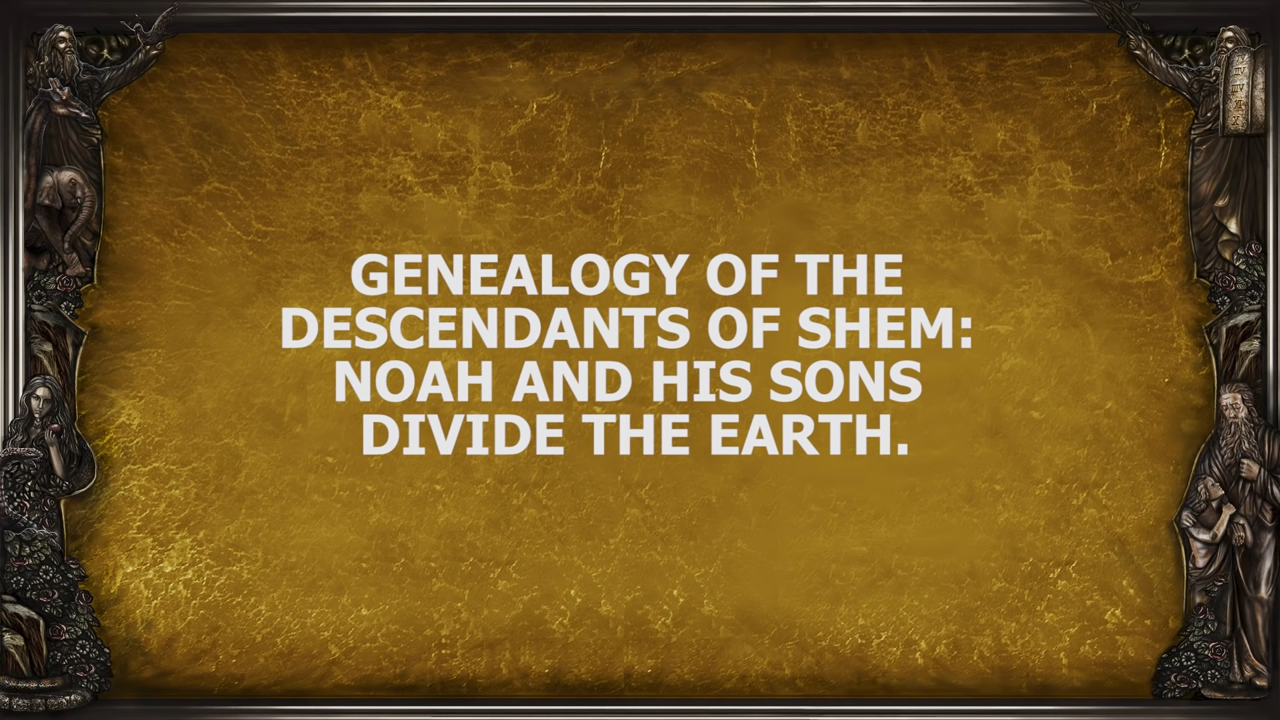 GENEALOGY OF THE
DESCENDANTS OF SHEM:
NOAH AND HIS SONS
DIVIDE THE EARTH.